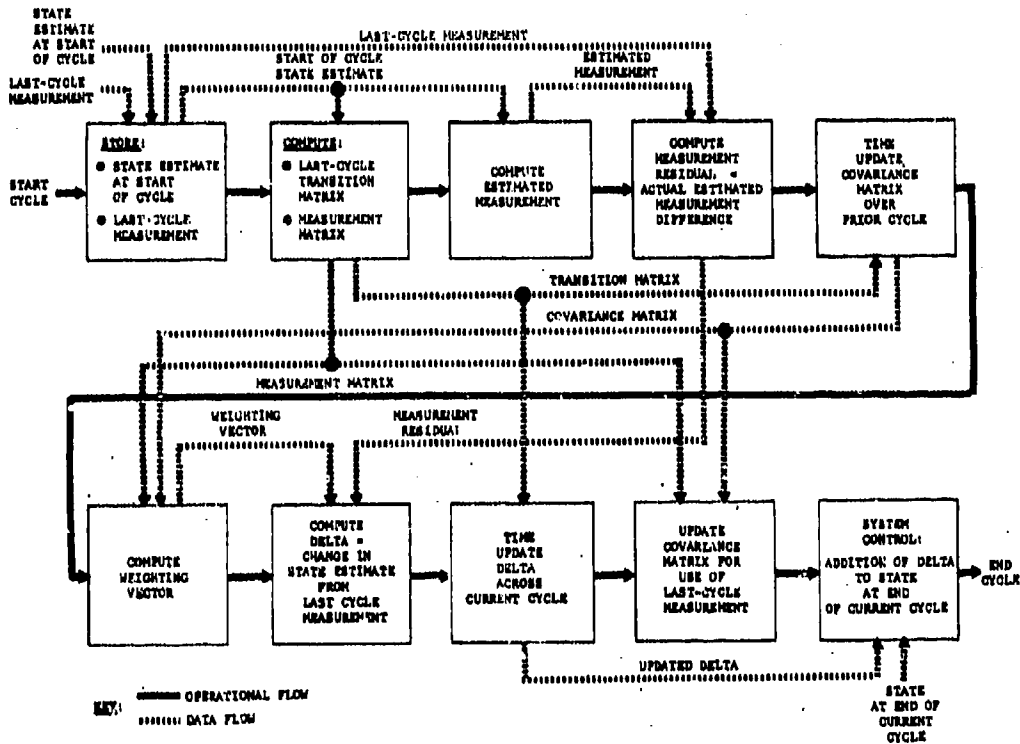 STATE
ESTIMATE
AT START
OF CYCLE
LAST-CYCLE MEASUREMENT
START OF CYCLE
STATE ESTIMATE
ESTIMATED
MEASUREMENT
LAST-CYCLE
MEASUREMENT
START
CYCLE
STORE:
● STATE ESTIMATE
AT START
OF CYCLE
● LAST-CYCLE
MEASUREMENT
COMPUTE:
● LAST-CYCLE
TRANSITION
MATRIX
● MEASUREMENT
MATRIX
COMPUTE
ESTIMATED
MEASUREMENT
COMPUTE
MEASUREMENT
RESIDUAL =
ACTUAL ESTIMATED
MEASUREMENT
DIFFERENCE
TIME
UPDATE
COVARIANCE
MATRIX
OVER
PRIOR CYCLE
TRANSITION MATRIX
COVARIANCE MATRIX
MEASUREMENT MATRIX
WEIGHTING
VECTOR
MEASUREMENT
RESIDUAL
COMPUTE
WEIGHTING
VECTOR
COMPUTE
DELTA =
CHANGE IN
STATE ESTIMATE
FROM
LAST CYCLE
MEASUREMENT
TIME
UPDATE
DELTA
ACROSS
CURRENT CYCLE
UPDATE
COVARIANCE
MATRIX FOR
USE OF
LAST-CYCLE
MEASUREMENT
SYSTEM
CONTROL:
ADDITION OF DELTA
TO STATE
AT END
OF CURRENT CYCLE
END
CYCLE
UPDATED DELTA
STATE
AT END OF
CURRENT
CYCLE
KEY:
OPERATIONAL FLOW
DATA FLOW